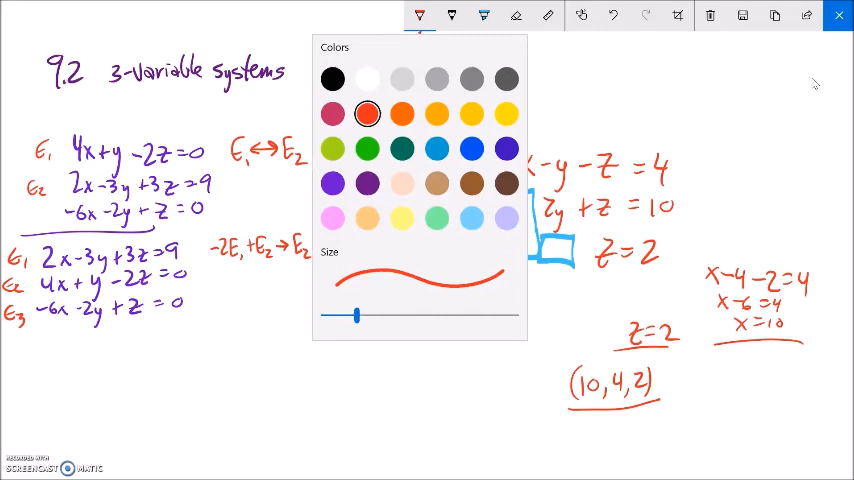 9.2 3-variable systems
E₁ 4x+y-2z=0
E₂ 2x-3y+3z=9
-6x-2y+z=0
E₁↔E₂
E₁ 2x-3y+3z=9
E₂ 4x+y-2z=0
E₃ -6x-2y+z=0
-2E₁+E₂→E₂
Colors
Size
x-y-z=4
2y+z=10
z=2
x-4-2=4
x-6=4
x=10
z=2
(10,4,2)
RECORDED WITH
SCREENCAST MATIC